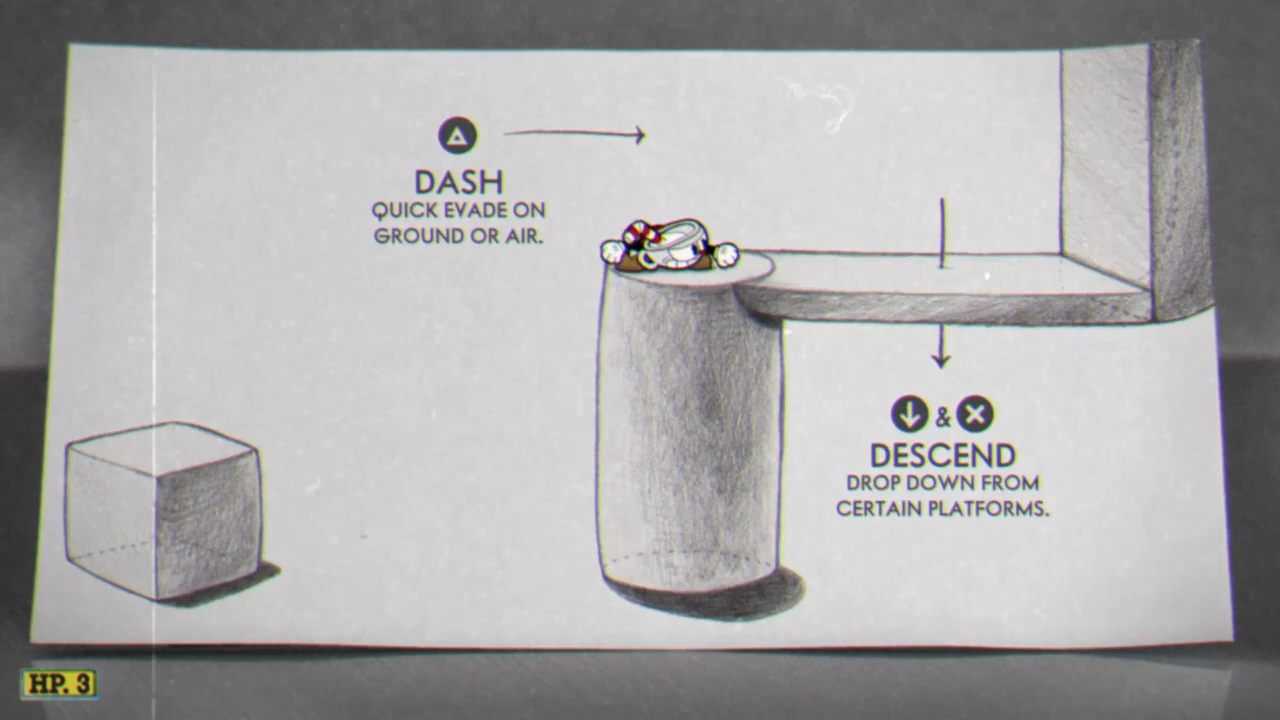 DASH
QUICK EVADE ON
GROUND OR AIR.
&
DESCEND
DROP DOWN FROM
CERTAIN PLATFORMS.
HP. 3